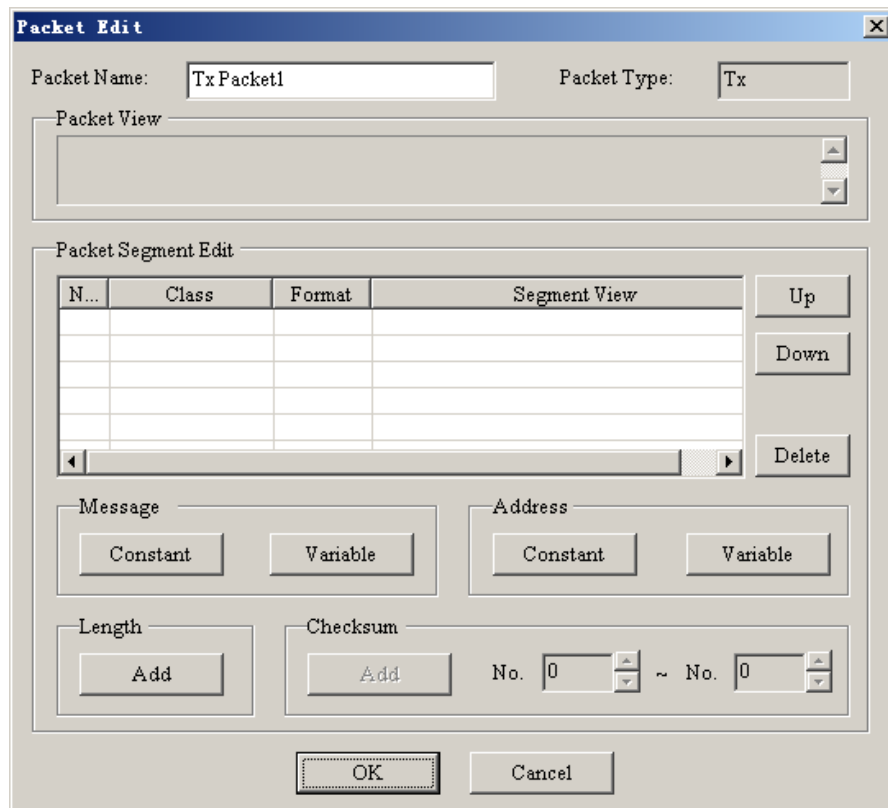 Packet Edit
Packet Name: Tx Packet1 Packet Type: Tx
Packet View
Packet Segment Edit
N... Class Format Segment View
Up
Down
Delete
Message Address
Constant Variable Constant Variable
Length Checksum
Add Add No. 0 ~ No. 0
OK Cancel